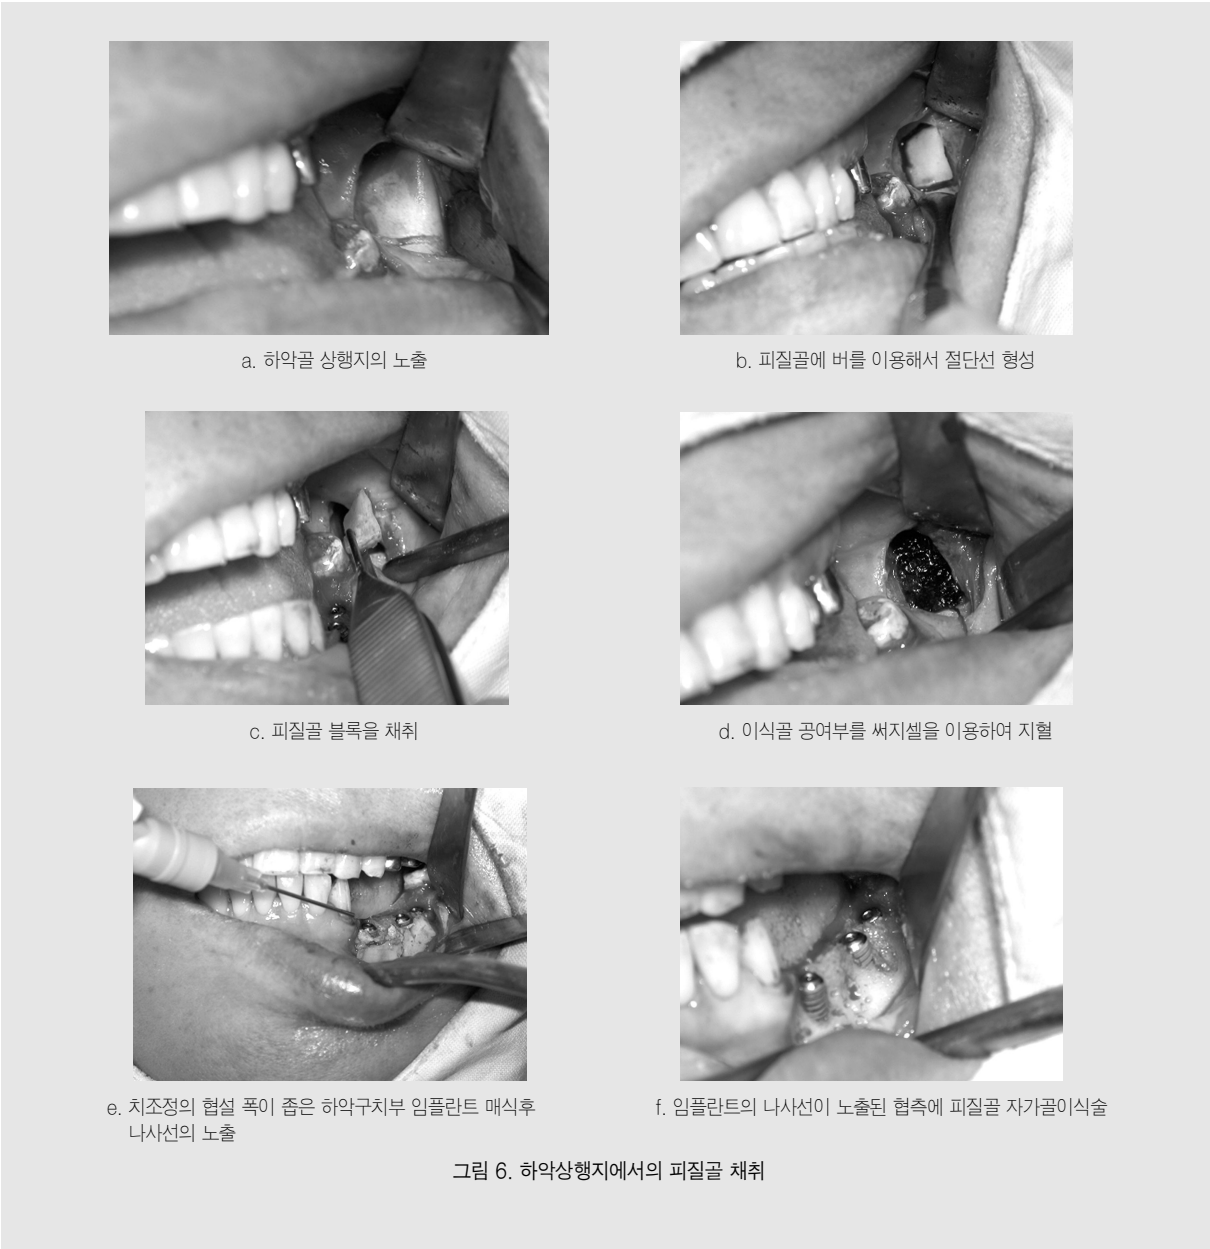 a. 하악골 상행지의 노출
b. 피질골에 버를 이용해서 절단선 형성
c. 피질골 블록을 채취
d. 이식골 공여부를 써지셀을 이용하여 지혈
e. 치조정의 협설 폭이 좁은 하악구치부 임플란트 매식후
나사선의 노출
f. 임플란트의 나사선이 노출된 협측에 피질골 자가골이식술
그림 6. 하악상행지에서의 피질골 채취